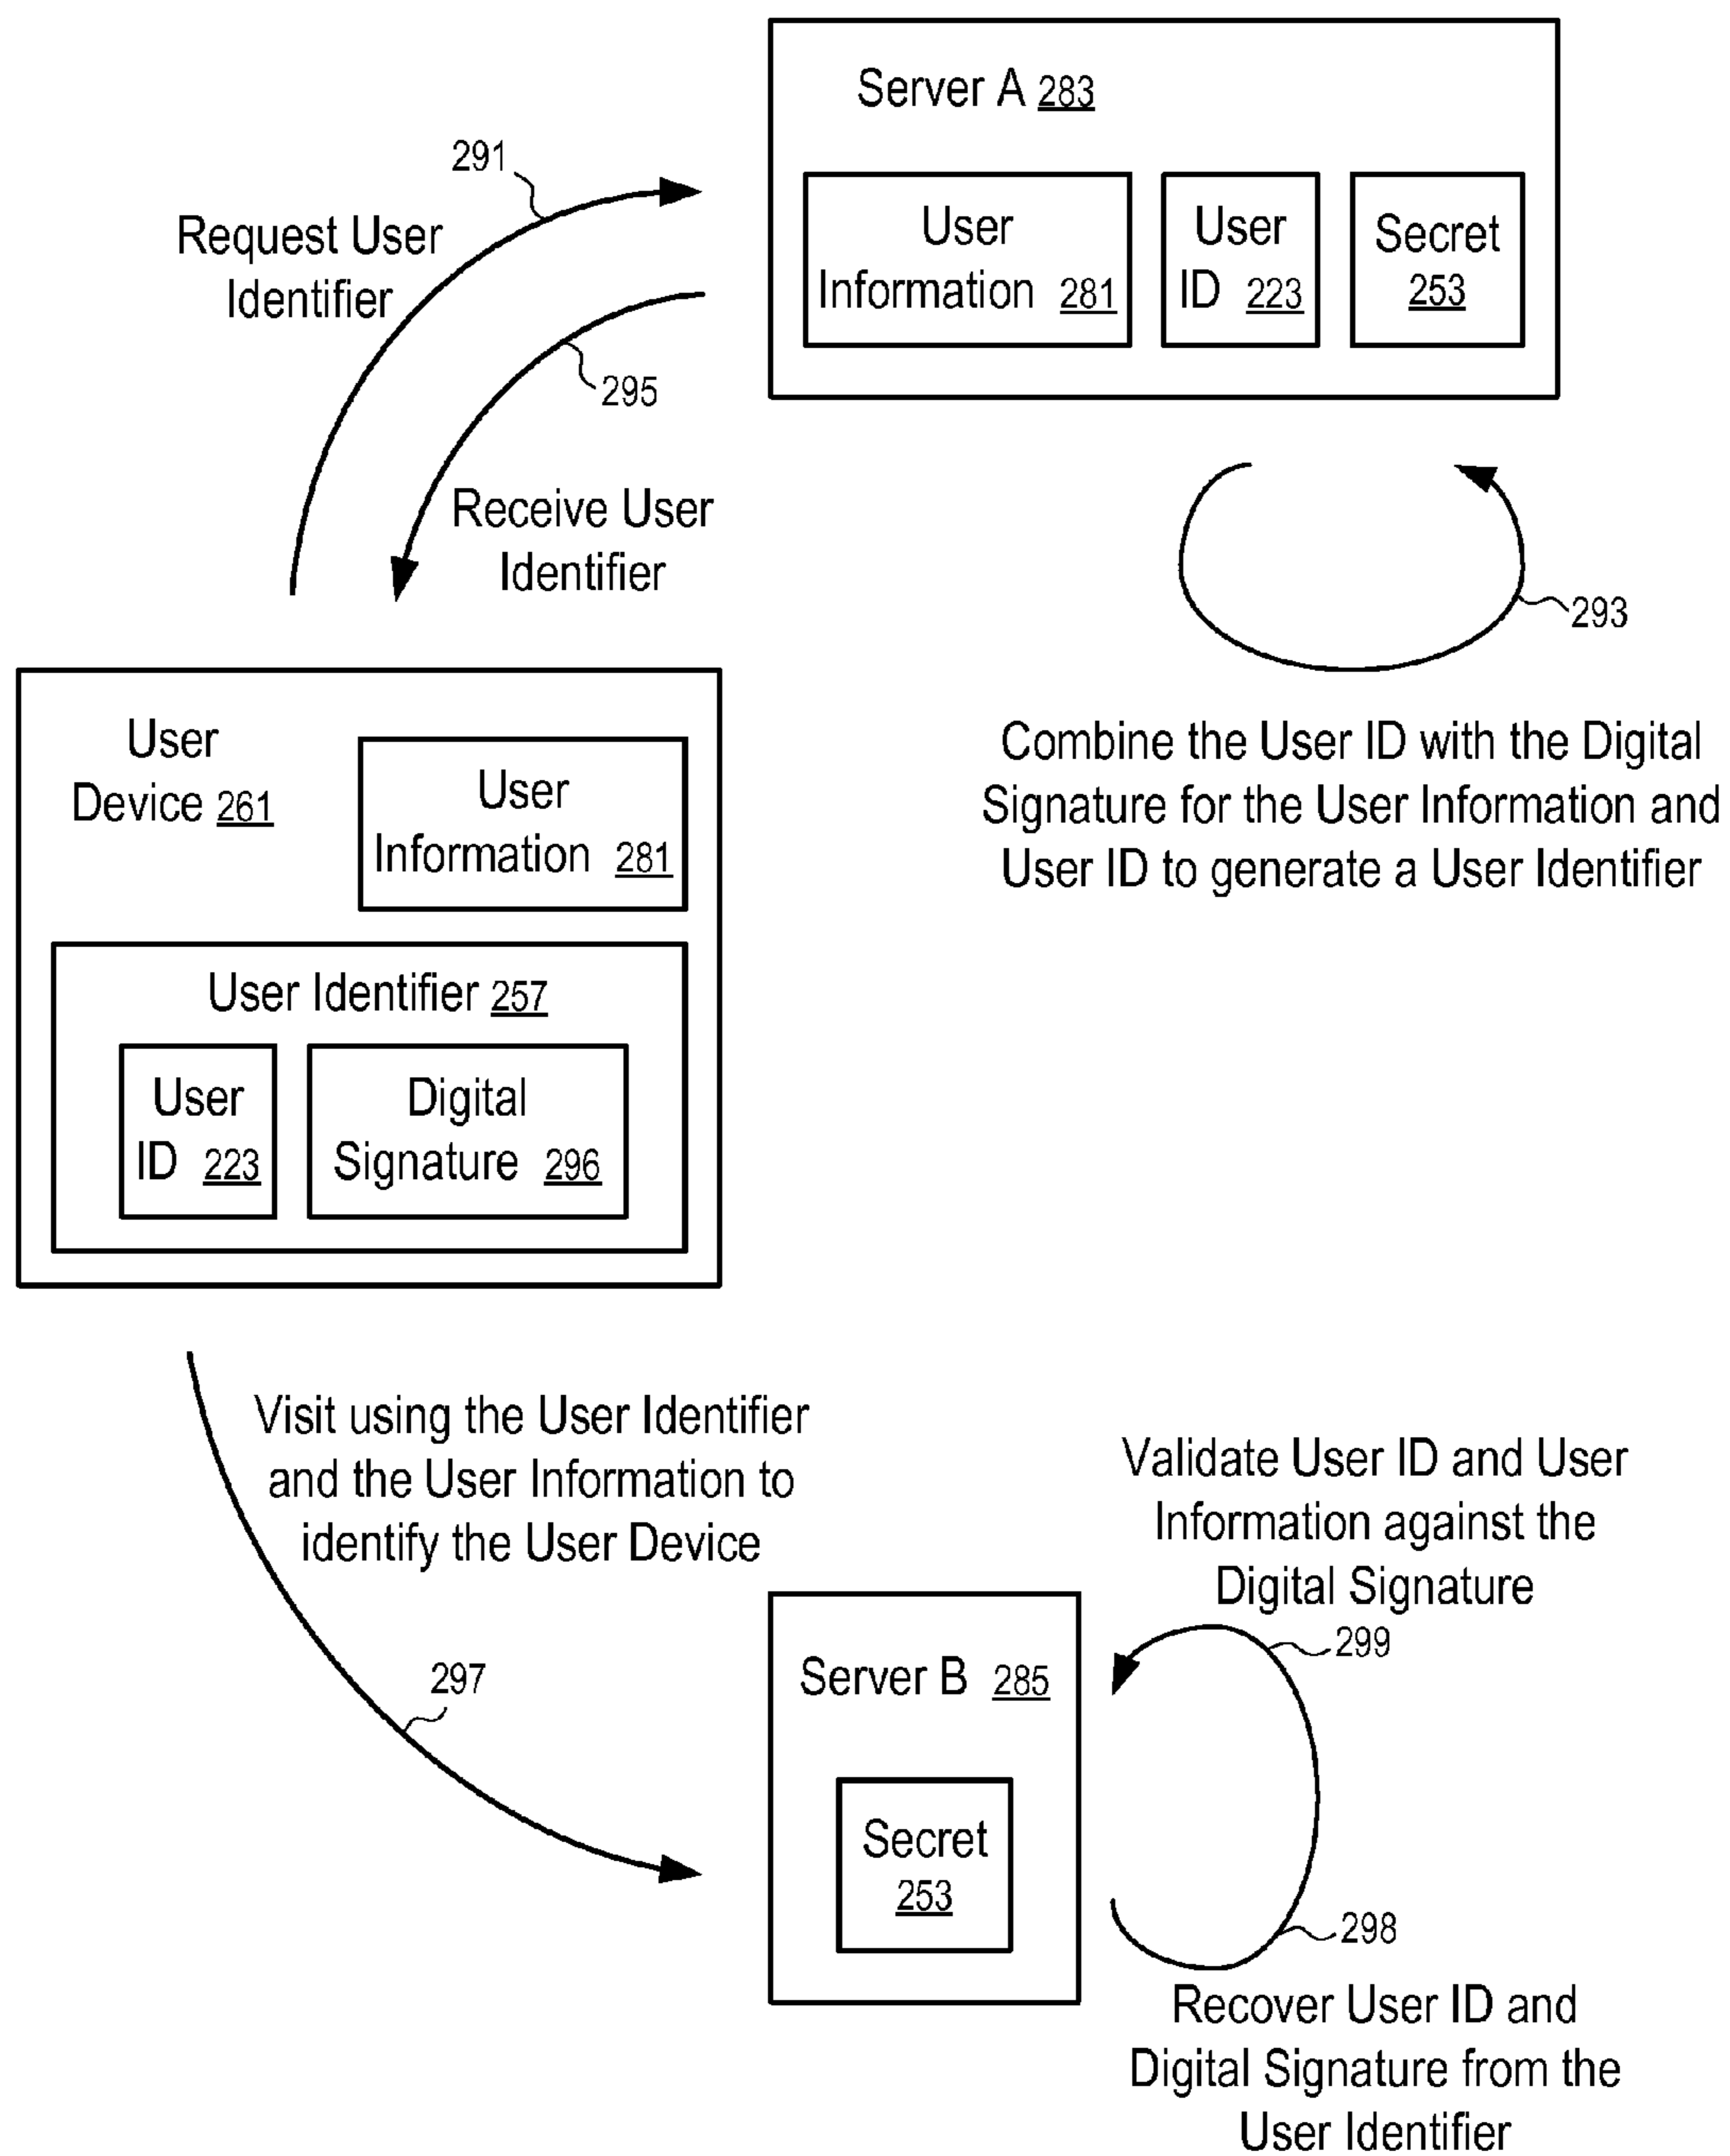 Server A 283
User
Information 281
User
ID 223
Secret
253
291
Request User
Identifier
295
Receive User
Identifier
293
Combine the User ID with the Digital
Signature for the User Information and
User ID to generate a User Identifier
User
Device 261
User
Information 281
User Identifier 257
User
ID 223
Digital
Signature 296
Visit using the User Identifier
and the User Information to
identify the User Device
297
Validate User ID and User
Information against the
Digital Signature
299
Server B 285
Secret
253
298
Recover User ID and
Digital Signature from the
User Identifier